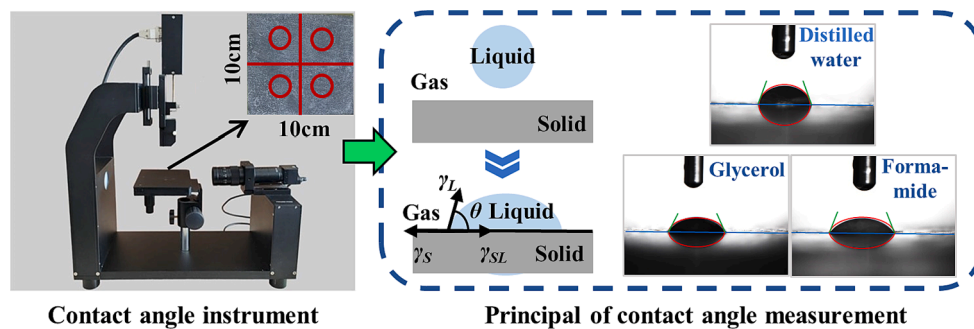 10cm
10cm
Contact angle instrument
Liquid
Gas
Solid
γL
Gas
θ
Liquid
γS
γSL
Solid
Distilled
water
Glycerol
Forma-
mide
Principal of contact angle measurement